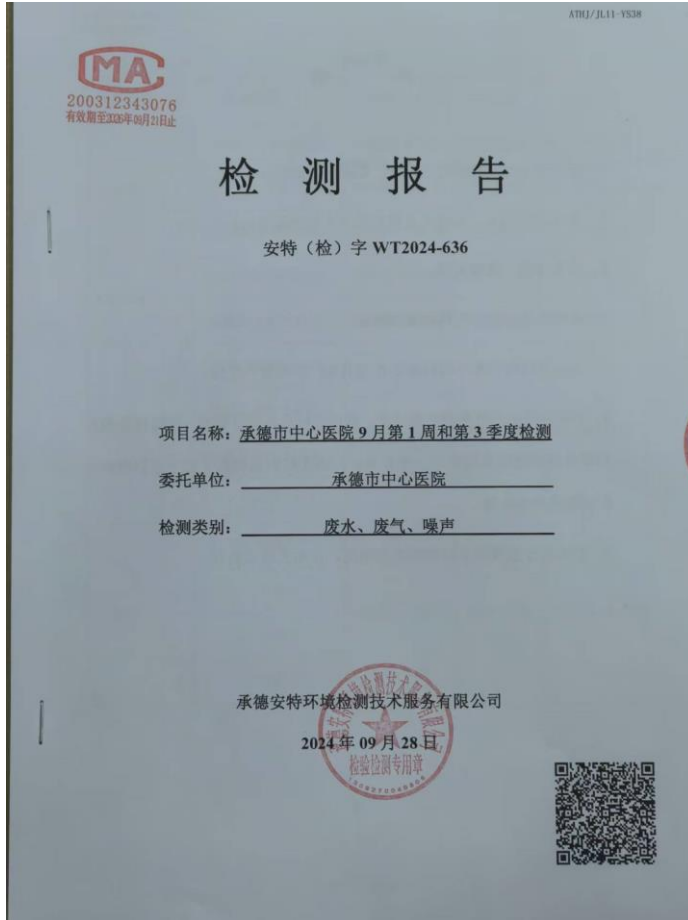 ATHJ/JL11-YS38
MA
200312343076
有效期至2026年09月21日止
检 测 报 告
安特（检）字 WT2024-636
项目名称：承德市中心医院 9 月第 1 周和第 3 季度检测
委托单位：承德市中心医院
检测类别：废水、废气、噪声
承德安特环境检测技术服务有限公司
2024 年 09 月 28 日
检验检测专用章